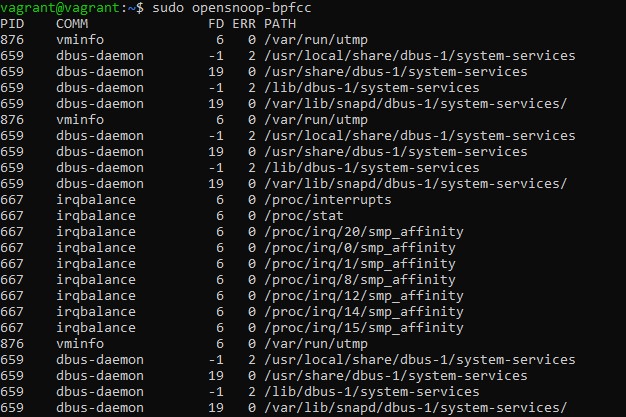 vagrant@vagrant:~$ sudo opensnoop-bpfcc
PID COMM FD ERR PATH
876 vminfo 6 0 /var/run/utmp
659 dbus-daemon -1 2 /usr/local/share/dbus-1/system-services
659 dbus-daemon 19 0 /usr/share/dbus-1/system-services
659 dbus-daemon -1 2 /lib/dbus-1/system-services
659 dbus-daemon 19 0 /var/lib/snapd/dbus-1/system-services/
876 vminfo 6 0 /var/run/utmp
659 dbus-daemon -1 2 /usr/local/share/dbus-1/system-services
659 dbus-daemon 19 0 /usr/share/dbus-1/system-services
659 dbus-daemon -1 2 /lib/dbus-1/system-services
659 dbus-daemon 19 0 /var/lib/snapd/dbus-1/system-services/
667 irqbalance 6 0 /proc/interrupts
667 irqbalance 6 0 /proc/stat
667 irqbalance 6 0 /proc/irq/20/smp_affinity
667 irqbalance 6 0 /proc/irq/0/smp_affinity
667 irqbalance 6 0 /proc/irq/1/smp_affinity
667 irqbalance 6 0 /proc/irq/8/smp_affinity
667 irqbalance 6 0 /proc/irq/12/smp_affinity
667 irqbalance 6 0 /proc/irq/14/smp_affinity
667 irqbalance 6 0 /proc/irq/15/smp_affinity
876 vminfo 6 0 /var/run/utmp
659 dbus-daemon -1 2 /usr/local/share/dbus-1/system-services
659 dbus-daemon 19 0 /usr/share/dbus-1/system-services
659 dbus-daemon -1 2 /lib/dbus-1/system-services
659 dbus-daemon 19 0 /var/lib/snapd/dbus-1/system-services/